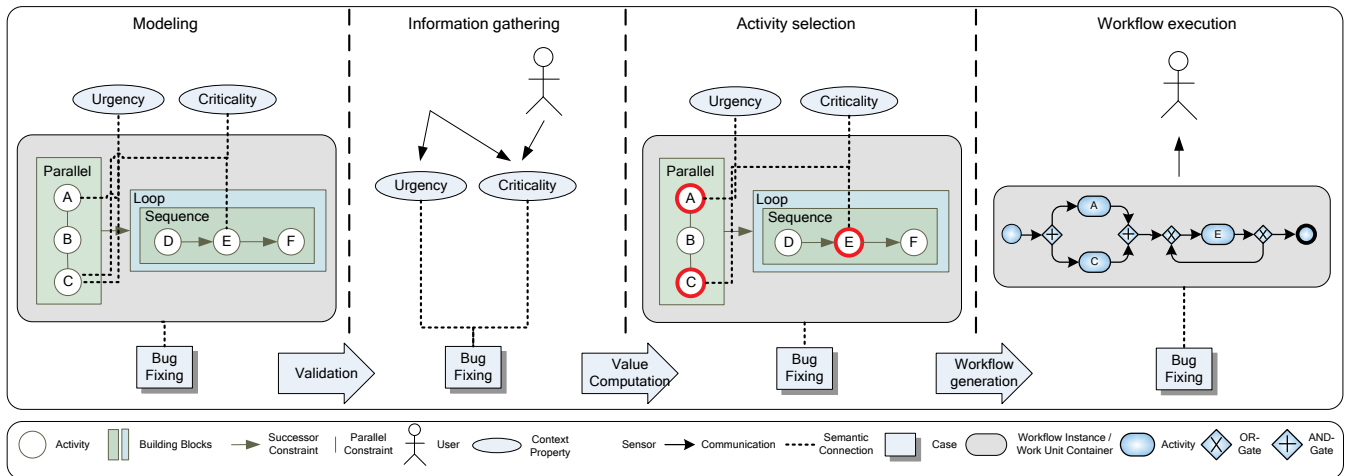 Modeling
Information gathering
Activity selection
Workflow execution
Urgency
Criticality
Parallel
A
B
C
Loop
Sequence
D
E
F
Bug
Fixing
Validation
Urgency
Criticality
Bug
Fixing
Value
Computation
Urgency
Criticality
Parallel
A
B
C
Loop
Sequence
D
E
F
Bug
Fixing
Workflow
generation
A
C
E
Bug
Fixing
Activity
Building Blocks
Successor
Constraint
Parallel
Constraint
User
Context
Property
Sensor
Communication
Semantic
Connection
Case
Workflow Instance /
Work Unit Container
Activity
OR-
Gate
AND-
Gate